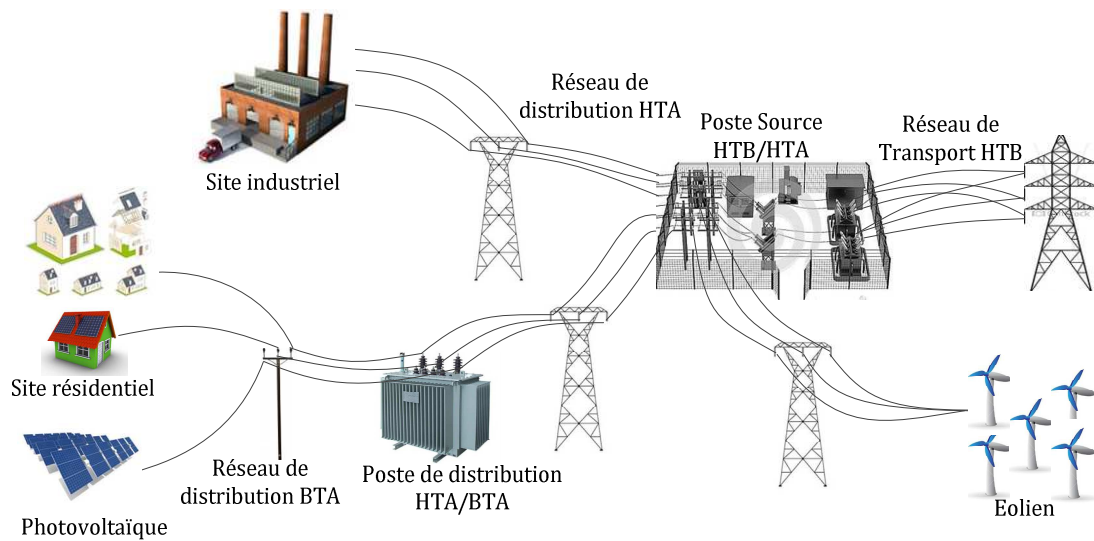 Réseau de
distribution HTA
Poste Source
HTB/HTA
Réseau de
Transport HTB
Site industriel
Site résidentiel
Réseau de
distribution BTA
Poste de distribution
HTA/BTA
Photovoltaïque
Eolien